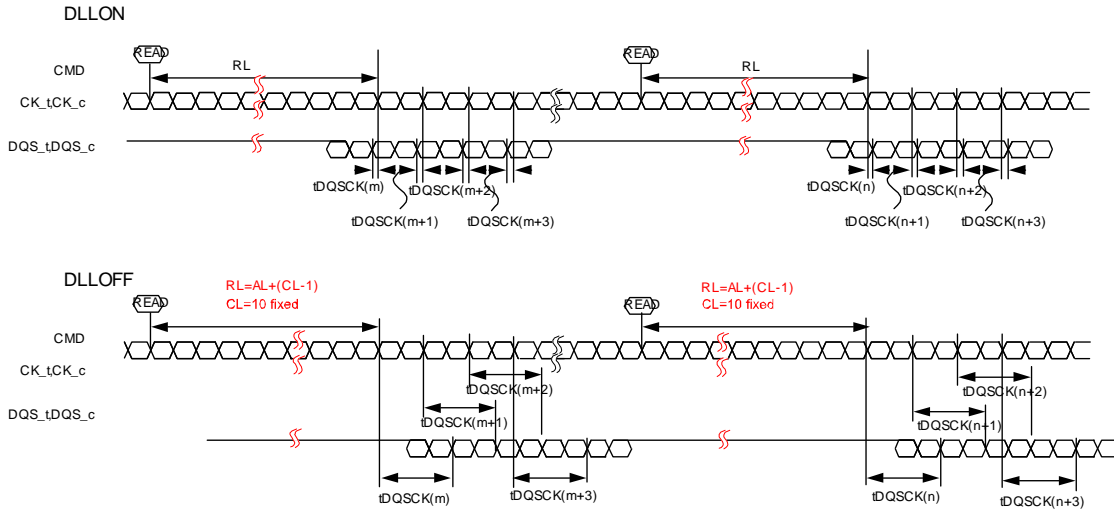 DLLON
READ
READ
CMD
RL
RL
CK_t,CK_c
DQS_t,DQS_c
tDQSCK(m)
tDQSCK(m+2)
tDQSCK(n)
tDQSCK(n+2)
tDQSCK(m+1)
tDQSCK(m+3)
tDQSCK(n+1)
tDQSCK(n+3)
DLLOFF
RL=AL+(CL-1)
CL=10 fixed
RL=AL+(CL-1)
CL=10 fixed
READ
READ
CMD
CK_t,CK_c
tDQSCK(m+2)
tDQSCK(n+2)
DQS_t,DQS_c
tDQSCK(m+1)
tDQSCK(n+1)
tDQSCK(m)
tDQSCK(m+3)
tDQSCK(n)
tDQSCK(n+3)